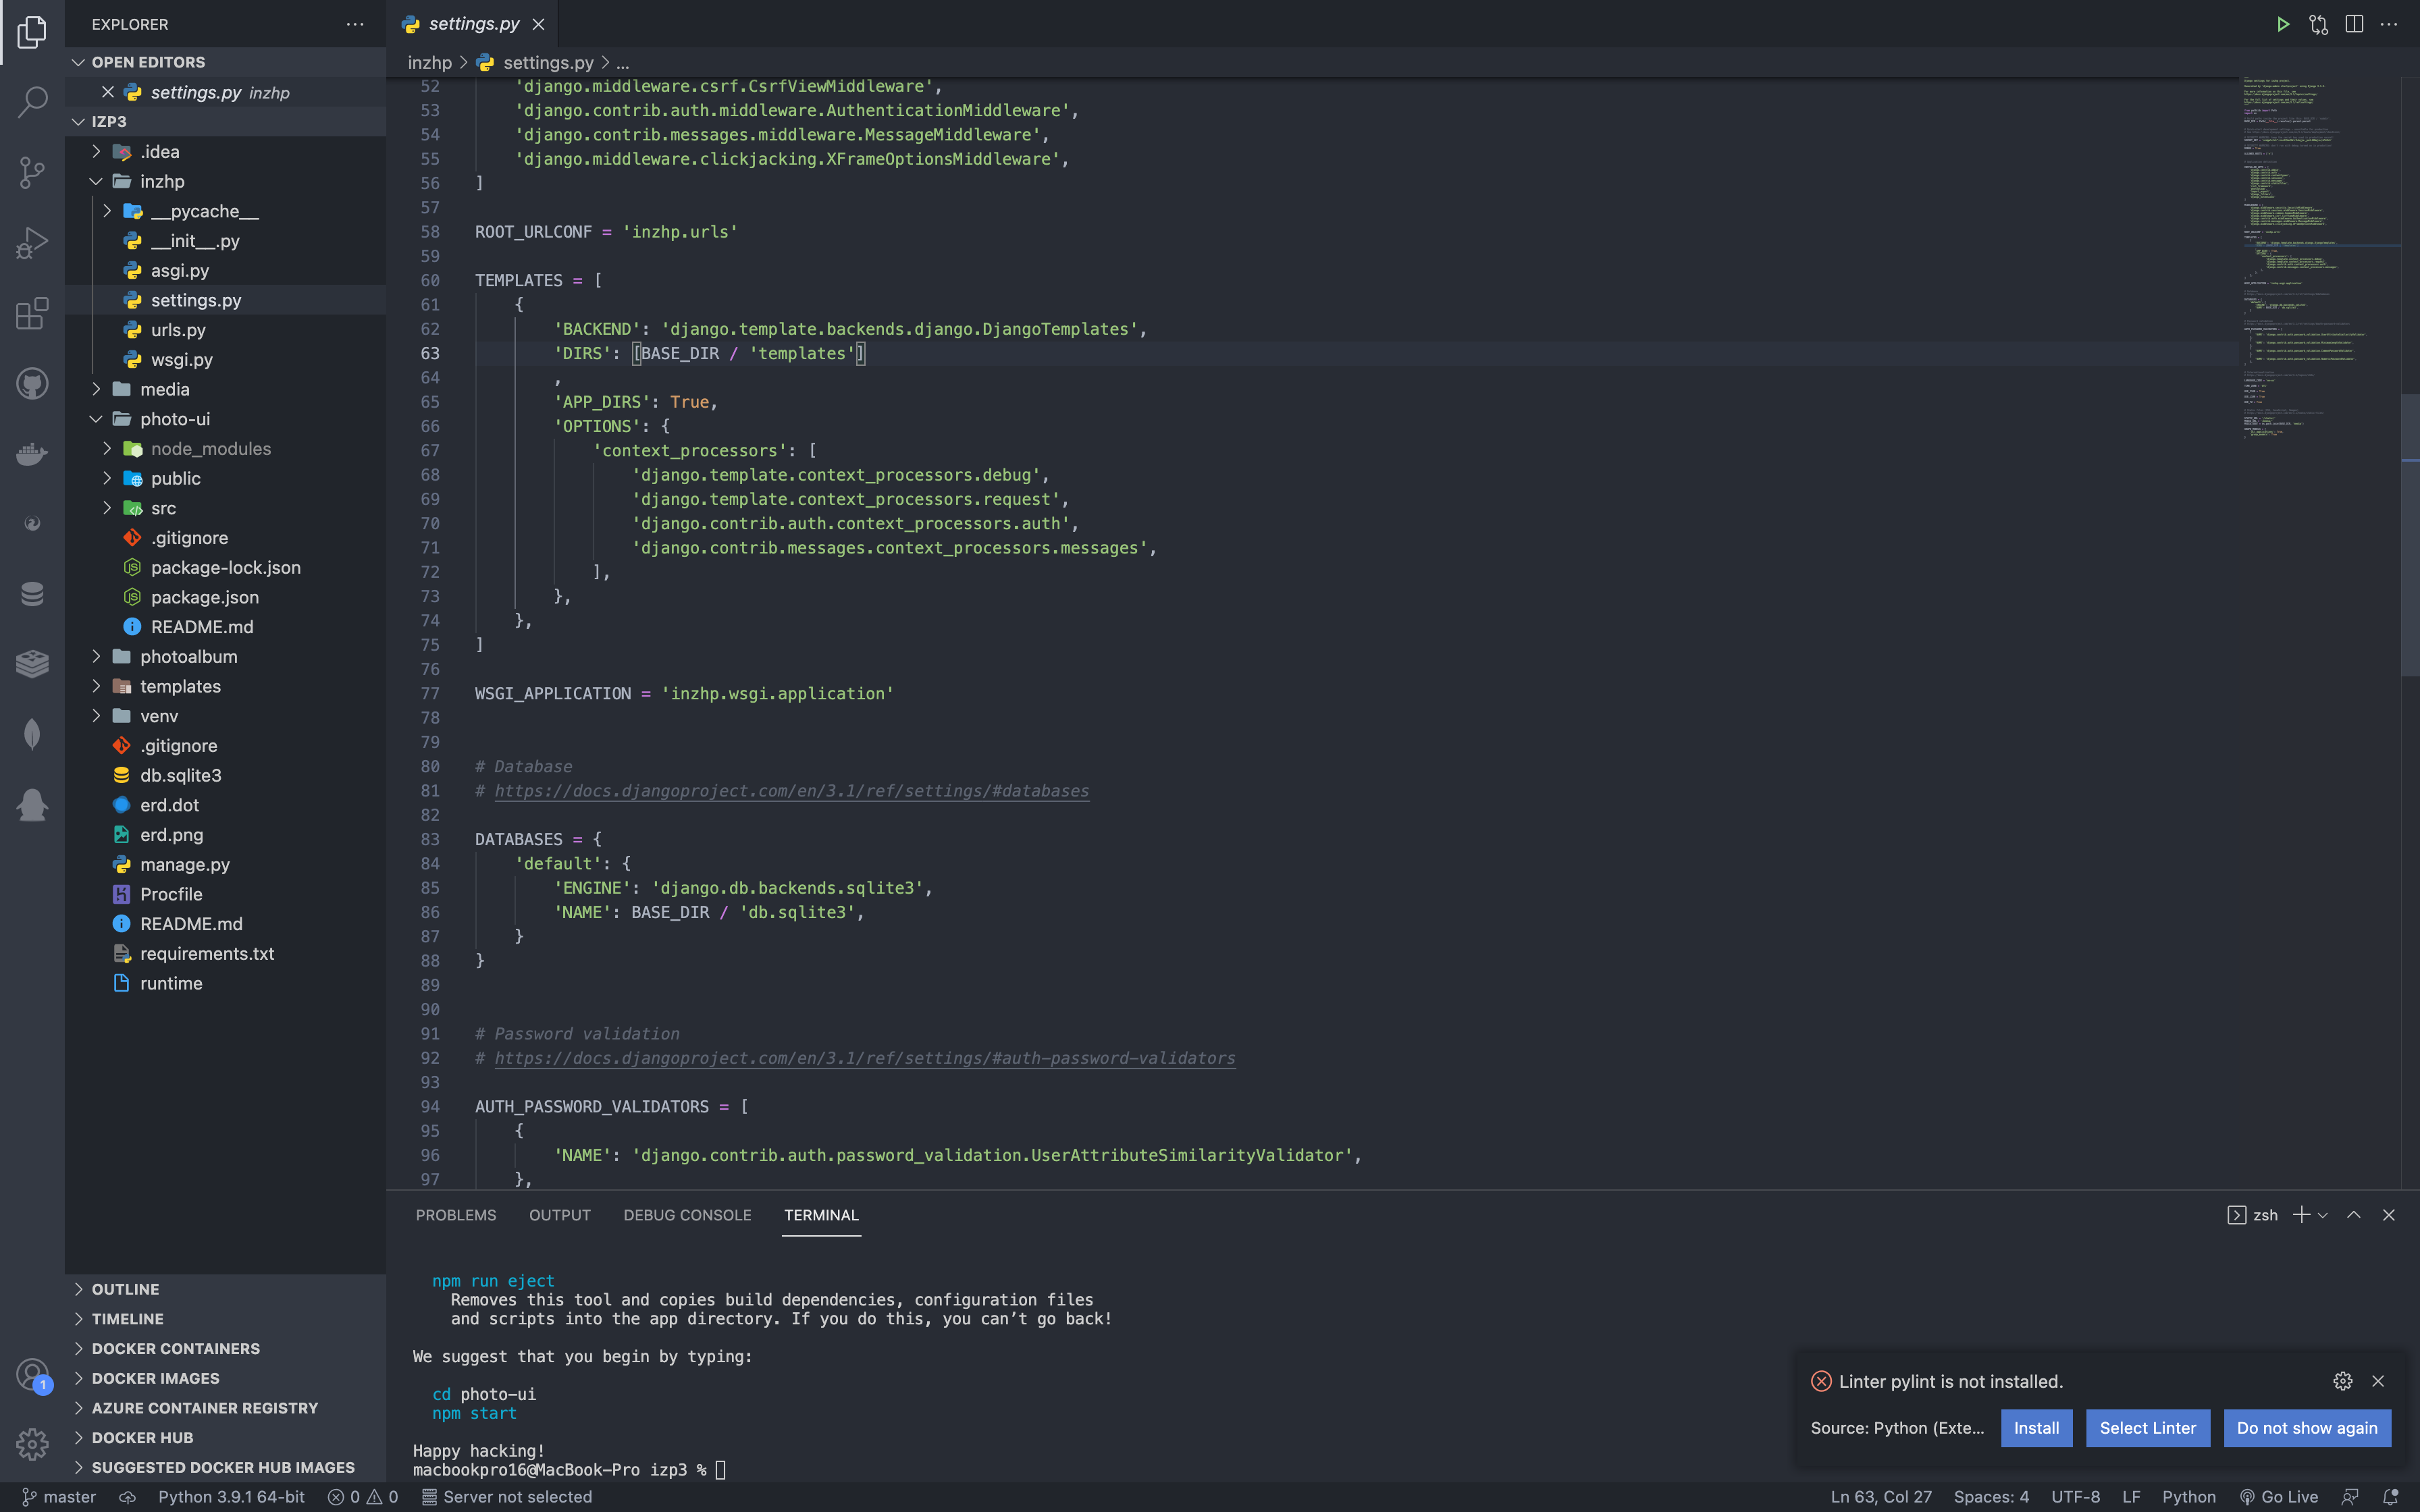 EXPLORER
OPEN EDITORS
settings.py inzhp
IZP3
.idea
inzhp
__pycache__
__init__.py
asgi.py
settings.py
urls.py
wsgi.py
media
photo-ui
node_modules
public
src
.gitignore
package-lock.json
package.json
README.md
photoalbum
templates
venv
.gitignore
db.sqlite3
erd.dot
erd.png
manage.py
Procfile
README.md
requirements.txt
runtime
OUTLINE
TIMELINE
DOCKER CONTAINERS
DOCKER IMAGES
AZURE CONTAINER REGISTRY
DOCKER HUB
SUGGESTED DOCKER HUB IMAGES
1
settings.py
inzhp > settings.py > ...
52 'django.middleware.csrf.CsrfViewMiddleware',
53 'django.contrib.auth.middleware.AuthenticationMiddleware',
54 'django.contrib.messages.middleware.MessageMiddleware',
55 'django.middleware.clickjacking.XFrameOptionsMiddleware',
56 ]
57
58 ROOT_URLCONF = 'inzhp.urls'
59
60 TEMPLATES = [
61 {
62 'BACKEND': 'django.template.backends.django.DjangoTemplates',
63 'DIRS': [BASE_DIR / 'templates']
64 ,
65 'APP_DIRS': True,
66 'OPTIONS': {
67 'context_processors': [
68 'django.template.context_processors.debug',
69 'django.template.context_processors.request',
70 'django.contrib.auth.context_processors.auth',
71 'django.contrib.messages.context_processors.messages',
72 ],
73 },
74 },
75 ]
76
77 WSGI_APPLICATION = 'inzhp.wsgi.application'
78
79
80 # Database
81 # https://docs.djangoproject.com/en/3.1/ref/settings/#databases
82
83 DATABASES = {
84 'default': {
85 'ENGINE': 'django.db.backends.sqlite3',
86 'NAME': BASE_DIR / 'db.sqlite3',
87 }
88 }
89
90
91 # Password validation
92 # https://docs.djangoproject.com/en/3.1/ref/settings/#auth-password-validators
93
94 AUTH_PASSWORD_VALIDATORS = [
95 {
96 'NAME': 'django.contrib.auth.password_validation.UserAttributeSimilarityValidator',
97 },
PROBLEMS OUTPUT DEBUG CONSOLE TERMINAL
zsh
npm run eject
Removes this tool and copies build dependencies, configuration files
and scripts into the app directory. If you do this, you can’t go back!
We suggest that you begin by typing:
cd photo-ui
npm start
Happy hacking!
macbookpro16@MacBook-Pro izp3 %
Linter pylint is not installed.
Source: Python (Exte... Install Select Linter Do not show again
master Python 3.9.1 64-bit 0 0 Server not selected Ln 63, Col 27 Spaces: 4 UTF-8 LF Python Go Live